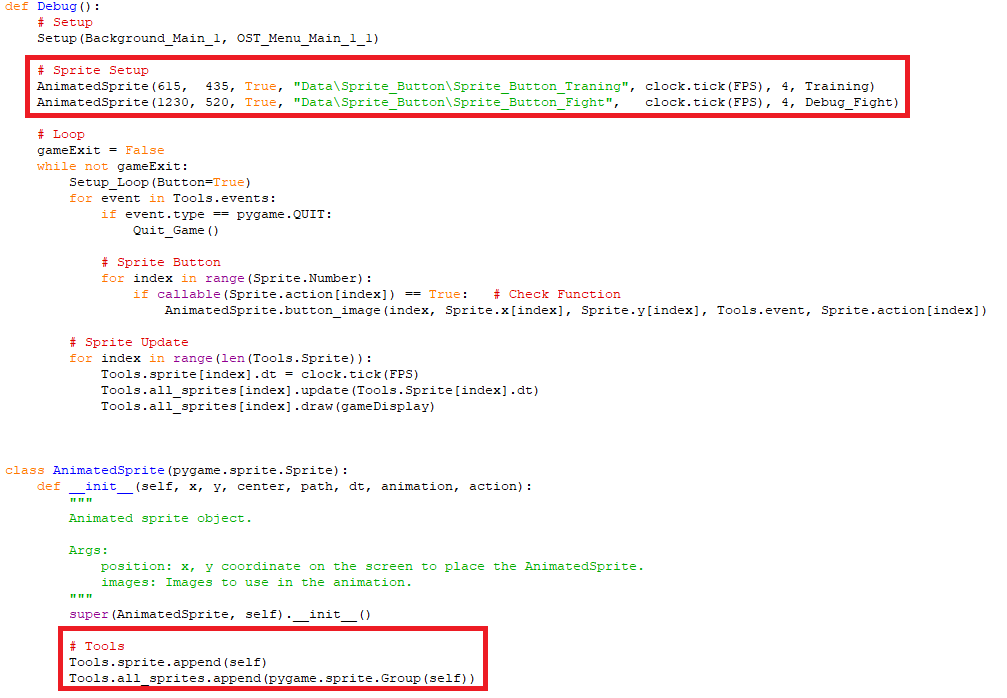 def Debug():
    # Setup
    Setup(Background_Main_1, OST_Menu_Main_1_1)
    # Sprite Setup
    AnimatedSprite(615,  435, True, "Data\Sprite_Button\Sprite_Button_Traning", clock.tick(FPS), 4, Training)
    AnimatedSprite(1230, 520, True, "Data\Sprite_Button\Sprite_Button_Fight",   clock.tick(FPS), 4, Debug_Fight)
    # Loop
    gameExit = False
    while not gameExit:
        Setup_Loop(Button=True)
        for event in Tools.events:
            if event.type == pygame.QUIT:
                Quit_Game()
            # Sprite Button
            for index in range(Sprite.Number):
                if callable(Sprite.action[index]) == True:   # Check Function
                    AnimatedSprite.button_image(index, Sprite.x[index], Sprite.y[index], Tools.event, Sprite.action[index])
        # Sprite Update
        for index in range(len(Tools.Sprite)):
            Tools.sprite[index].dt = clock.tick(FPS)
            Tools.all_sprites[index].update(Tools.Sprite[index].dt)
            Tools.all_sprites[index].draw(gameDisplay)
class AnimatedSprite(pygame.sprite.Sprite):
    def __init__(self, x, y, center, path, dt, animation, action):
        """
        Animated sprite object.
        Args:
            position: x, y coordinate on the screen to place the AnimatedSprite.
            images: Images to use in the animation.
        """
        super(AnimatedSprite, self).__init__()
        # Tools
        Tools.sprite.append(self)
        Tools.all_sprites.append(pygame.sprite.Group(self))